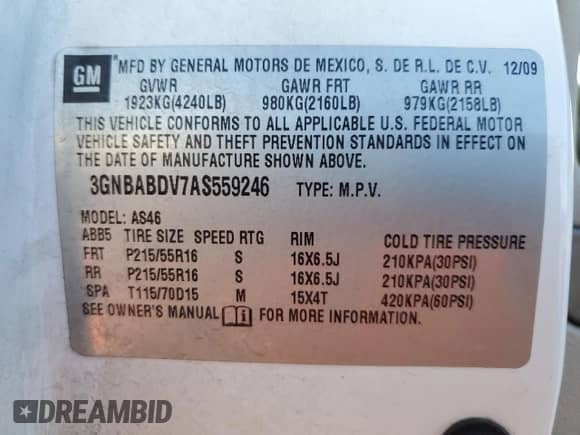 GM
MFD BY GENERAL MOTORS DE MEXICO, S. DE R.L. DE C.V. 12/09
GVWR GAWR FRT GAWR RR
1923KG(4240LB) 980KG(2160LB) 979KG(2158LB)
THIS VEHICLE CONFORMS TO ALL APPLICABLE U.S. FEDERAL MOTOR
VEHICLE SAFETY AND THEFT PREVENTION STANDARDS IN EFFECT ON
THE DATE OF MANUFACTURE SHOWN ABOVE.
3GNBABDV7AS559246 TYPE: M.P.V.
MODEL: AS46
ABB5 TIRE SIZE SPEED RTG RIM COLD TIRE PRESSURE
FRT P215/55R16 S 16X6.5J 210KPA(30PSI)
RR P215/55R16 S 16X6.5J 210KPA(30PSI)
SPA T115/70D15 M 15X4T 420KPA(60PSI)
SEE OWNER'S MANUAL FOR MORE INFORMATION.
DREAMBID